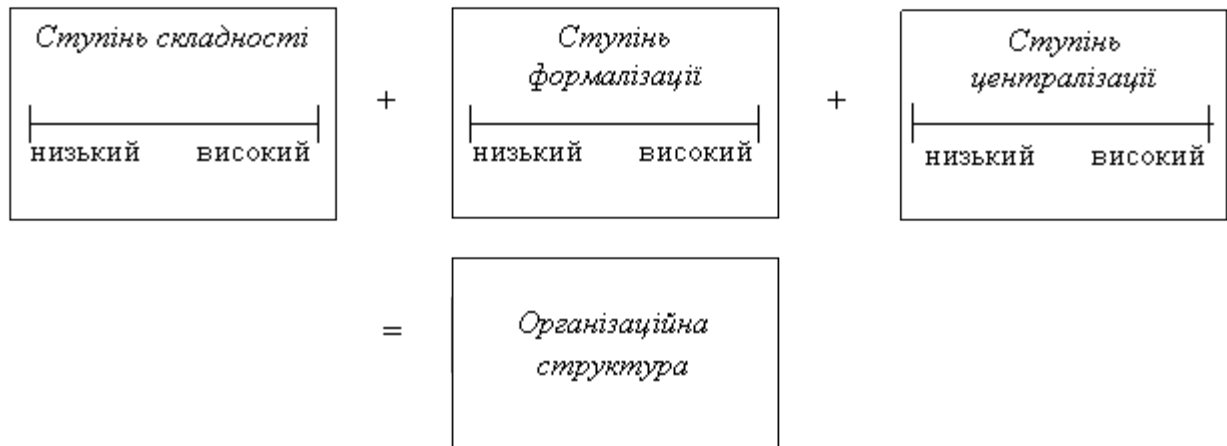 Ступінь складності
низький високий
+
Ступінь
формалізації
низький високий
+
Ступінь
централізації
низький високий
=
Організаційна
структура